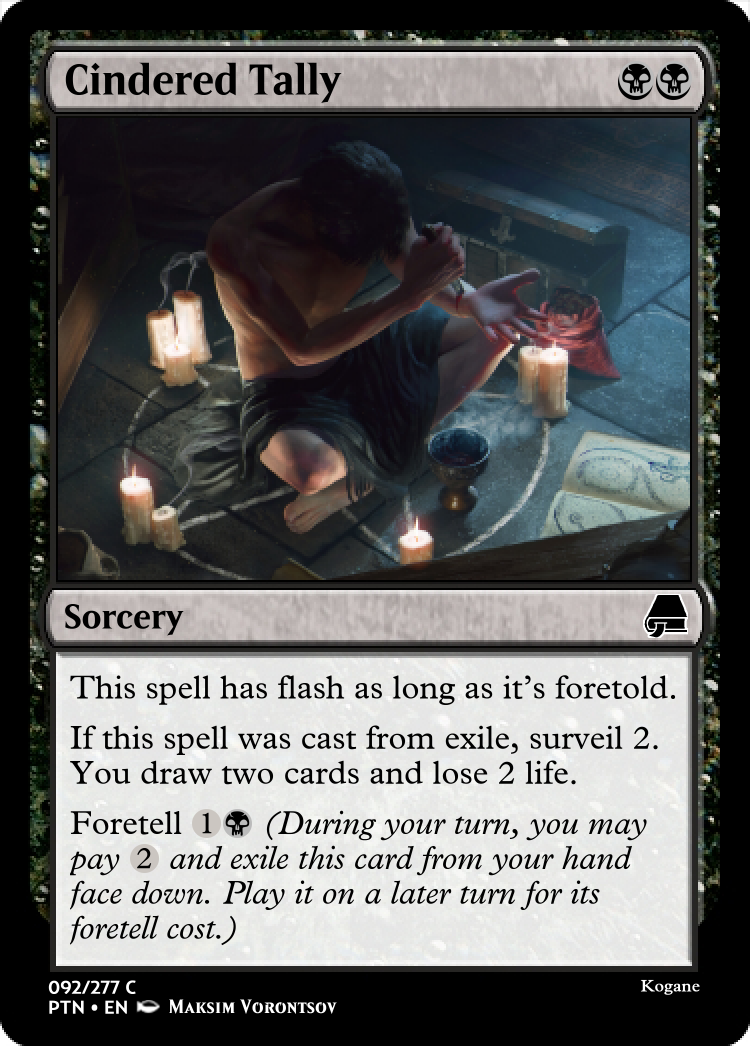 Cindered Tally
Sorcery
This spell has flash as long as it's foretold.
If this spell was cast from exile, surveil 2.
You draw two cards and lose 2 life.
Foretell 1 (During your turn, you may
pay 2 and exile this card from your hand
face down. Play it on a later turn for its
foretell cost.)
092/277 C
Kogane
PTN • EN Maksim Vorontsov